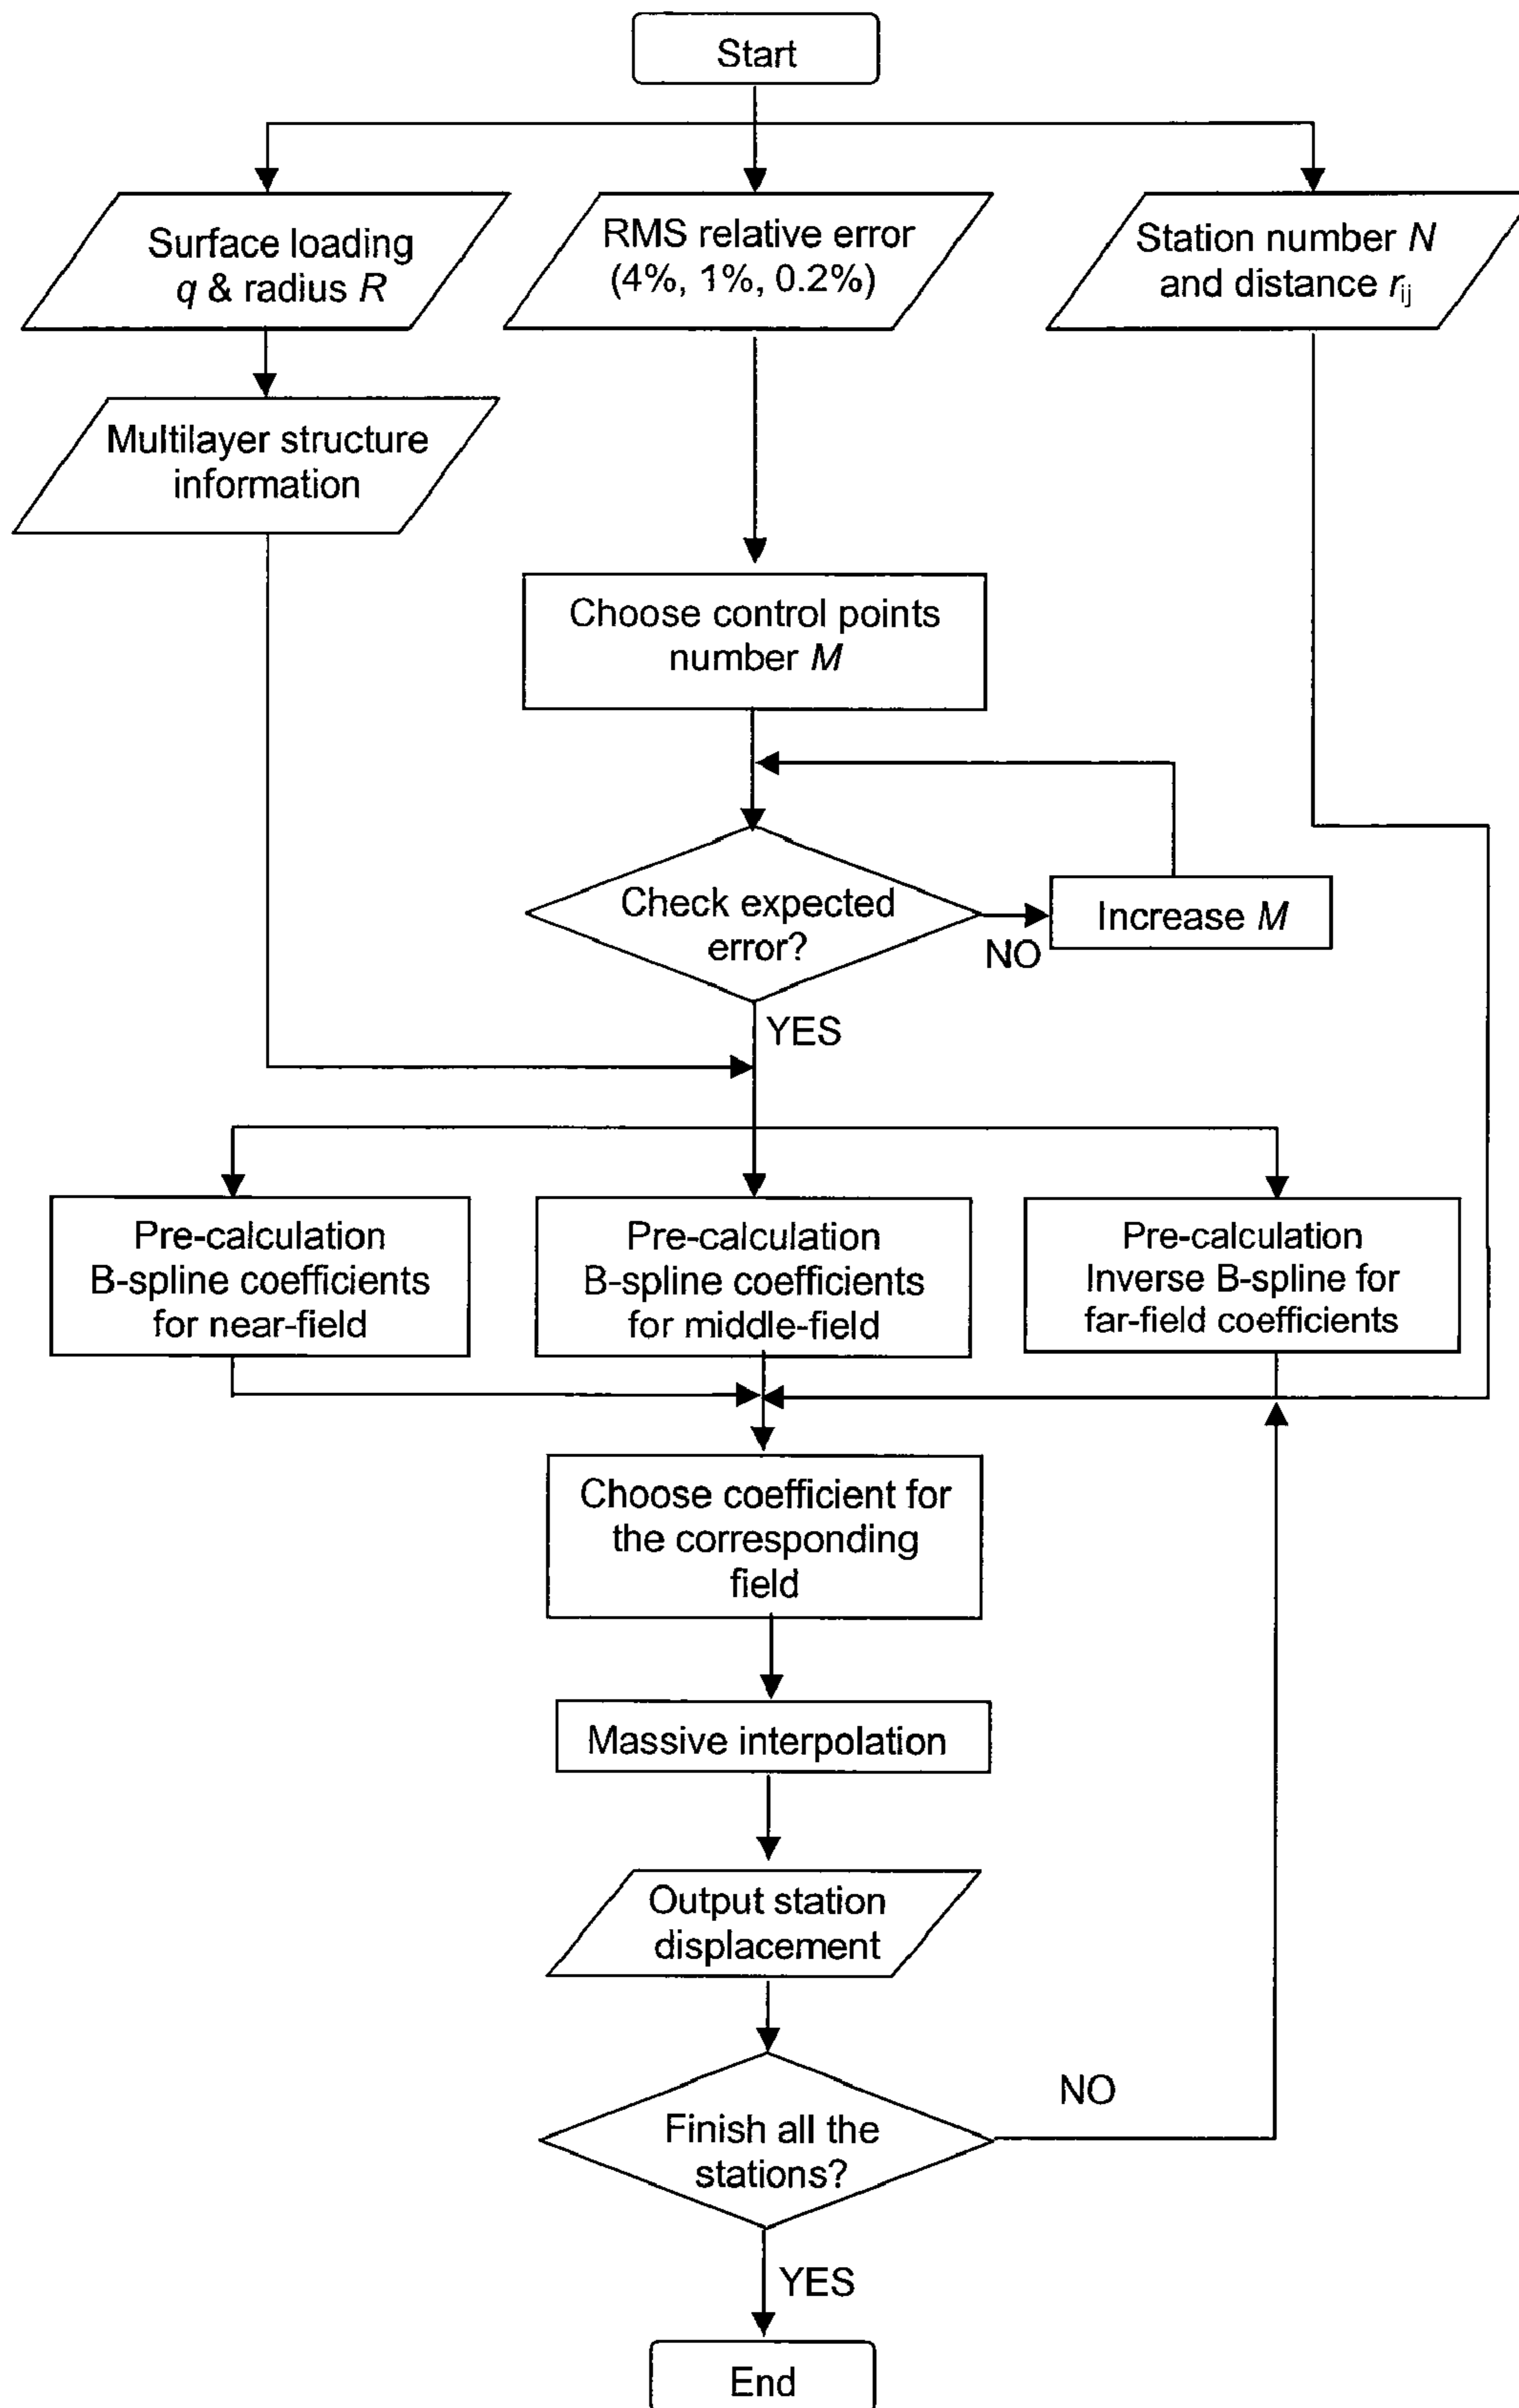 Start
Surface loading
q & radius R
RMS relative error
(4%, 1%, 0.2%)
Station number N
and distance rij
Multilayer structure
information
Choose control points
number M
Check expected
error?
NO
Increase M
YES
Pre-calculation
B-spline coefficients
for near-field
Pre-calculation
B-spline coefficients
for middle-field
Pre-calculation
Inverse B-spline for
far-field coefficients
Choose coefficient for
the corresponding
field
Massive interpolation
Output station
displacement
Finish all the
stations?
NO
YES
End